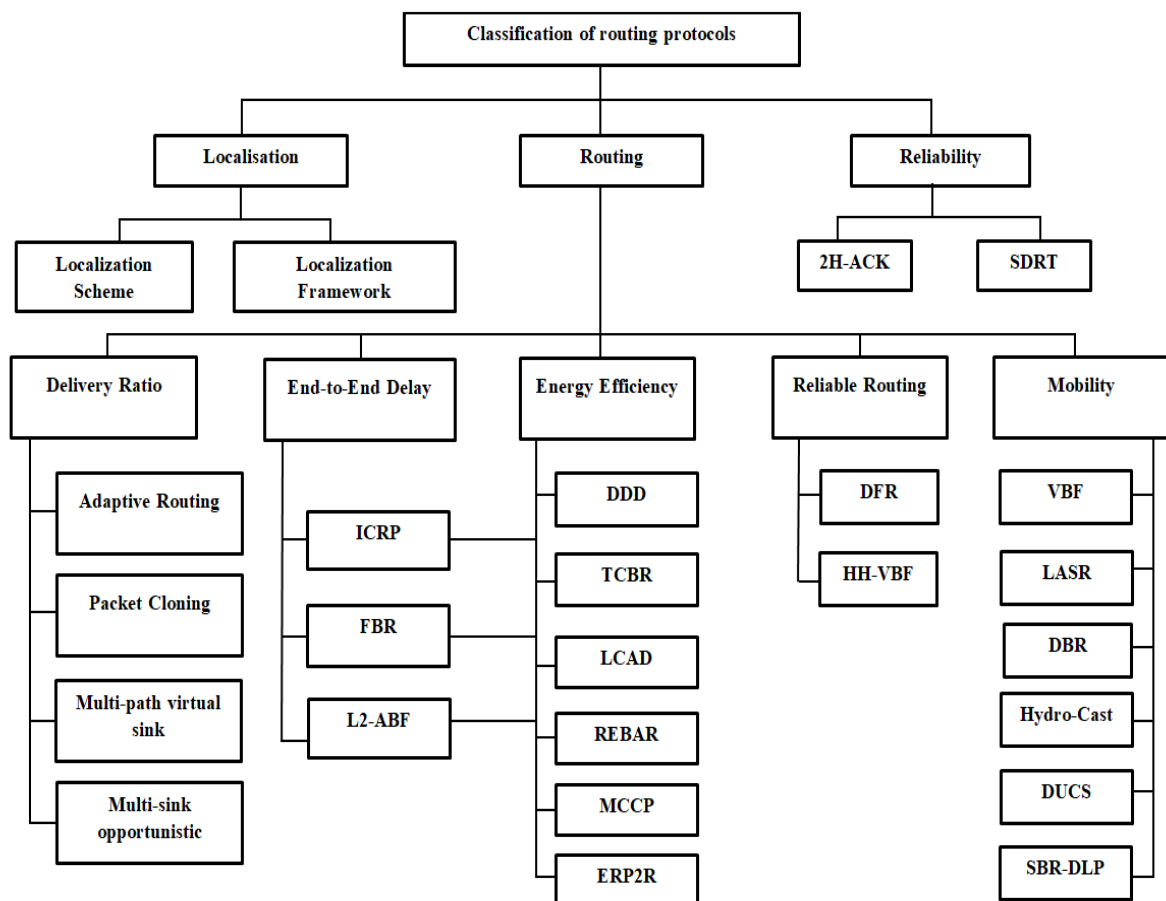 Classification of routing protocols
Localisation
Routing
Reliability
Localization
Scheme
Localization
Framework
2H-ACK
SDRT
Delivery Ratio
End-to-End Delay
Energy Efficiency
Reliable Routing
Mobility
Adaptive Routing
Packet Cloning
Multi-path virtual
sink
Multi-sink
opportunistic
ICRP
FBR
L2-ABF
DDD
TCBR
LCAD
REBAR
MCCP
ERP2R
DFR
HH-VBF
VBF
LASR
DBR
Hydro-Cast
DUCS
SBR-DLP